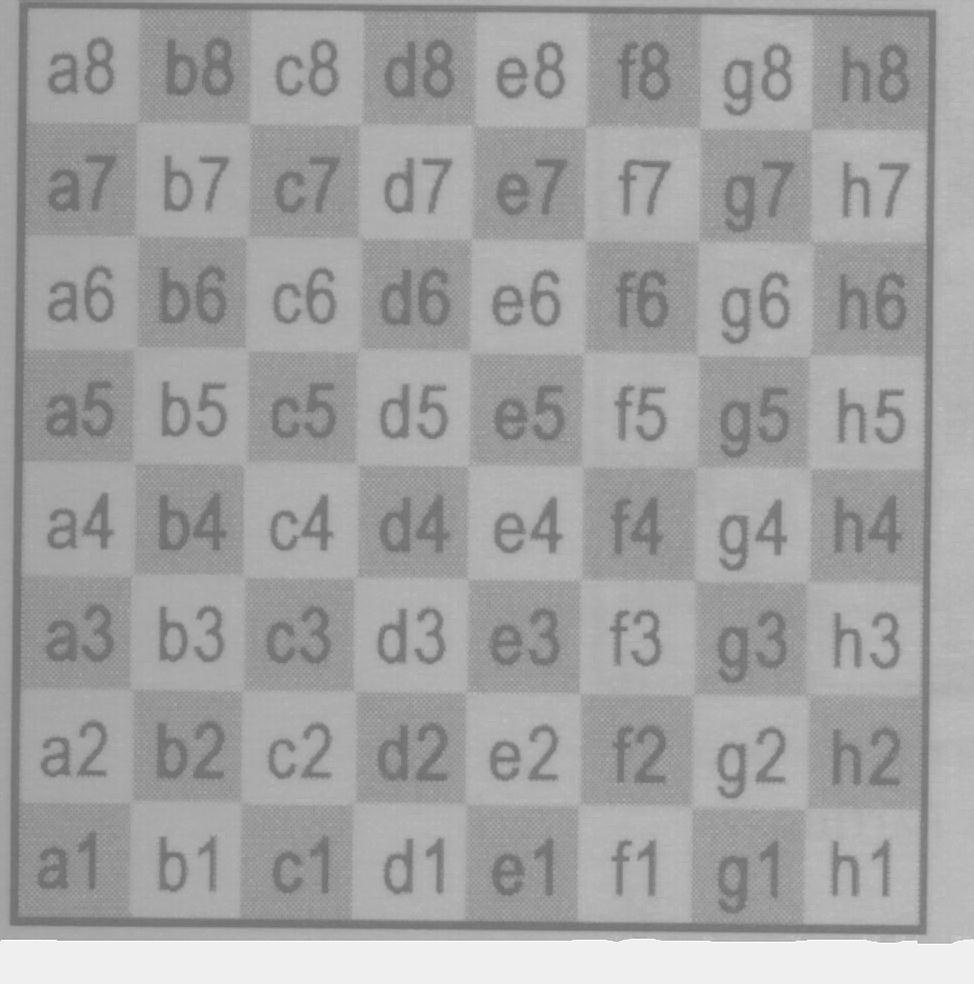 a8 b8 c8 d8 e8 f8 g8 h8
a7 b7 c7 d7 e7 f7 g7 h7
a6 b6 c6 d6 e6 f6 g6 h6
a5 b5 c5 d5 e5 f5 g5 h5
a4 b4 c4 d4 e4 f4 g4 h4
a3 b3 c3 d3 e3 f3 g3 h3
a2 b2 c2 d2 e2 f2 g2 h2
a1 b1 c1 d1 e1 f1 g1 h1